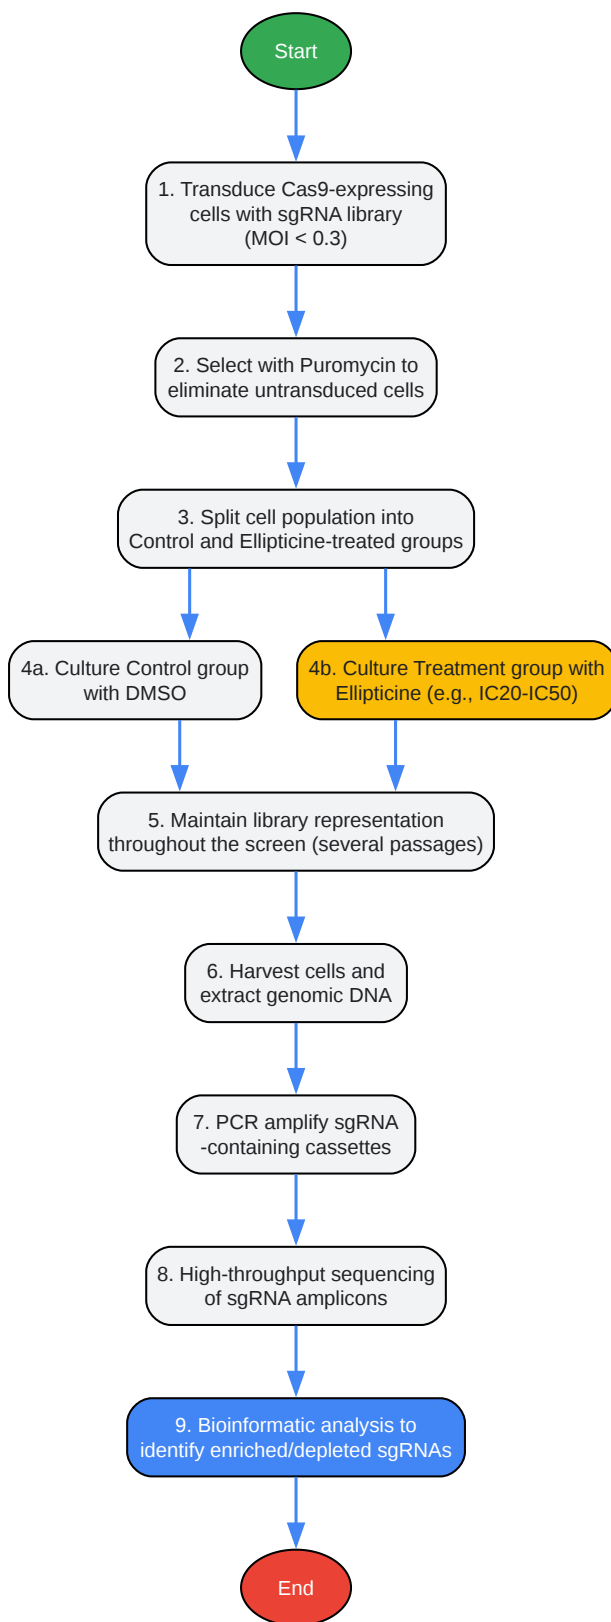 Start
1. Transduce Cas9-expressing
cells with sgRNA library
(MOI < 0.3)
2. Select with Puromycin to
eliminate untransduced cells
3. Split cell population into
Control and Ellipticine-treated groups
4a. Culture Control group
with DMSO
4b. Culture Treatment group with
Ellipticine (e.g., IC20-IC50)
5. Maintain library representation
throughout the screen (several passages)
6. Harvest cells and
extract genomic DNA
7. PCR amplify sgRNA
-containing cassettes
8. High-throughput sequencing
of sgRNA amplicons
9. Bioinformatic analysis to
identify enriched/depleted sgRNAs
End